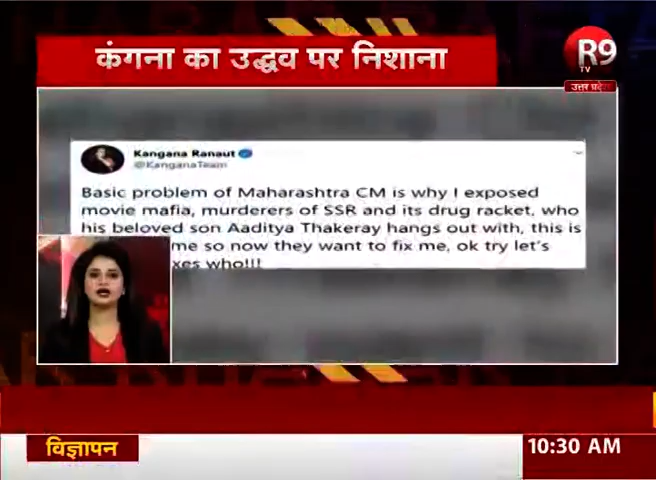 कंगना का उद्धव पर निशाना
R9
TV
उत्तर प्रदेश
Kangana Ranaut
@KanganaTeam
Basic problem of Maharashtra CM is why I exposed
movie mafia, murderers of SSR and its drug racket, who
his beloved son Aaditya Thakeray hangs out with, this is
me so now they want to fix me, ok try let's
who!!!
विज्ञापन
10:30 AM